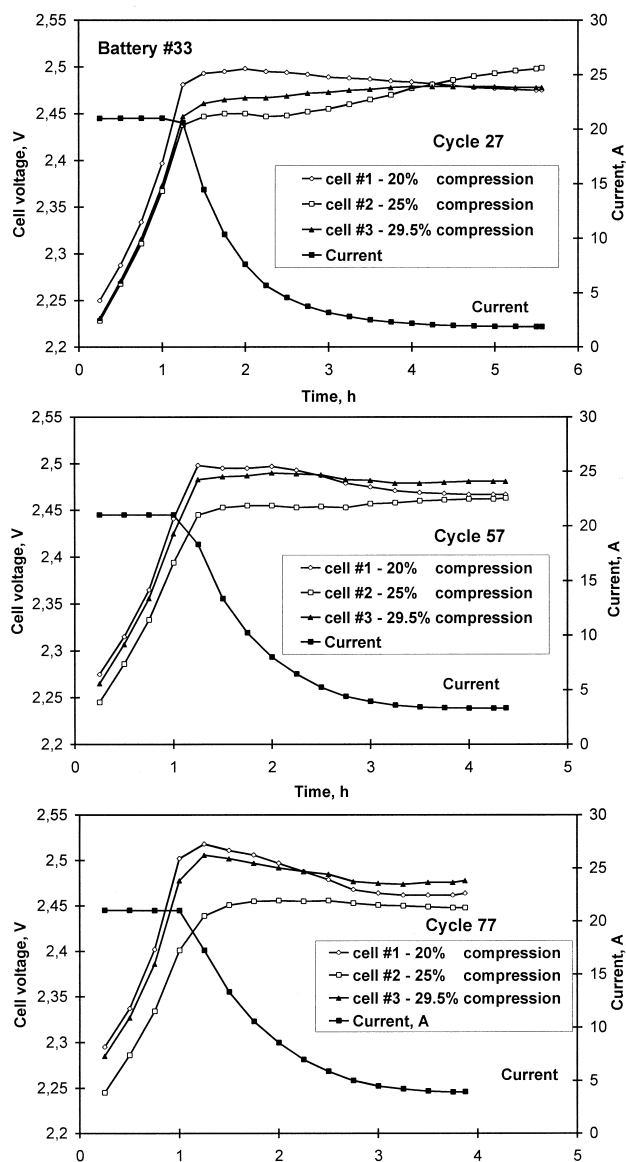 Battery #33
2,55
2,5
2,45
2,4
2,35
2,3
2,25
2,2
Cell voltage, V
30
25
20
15
10
5
0
Current, A
Cycle 27
cell #1 - 20% compression
cell #2 - 25% compression
cell #3 - 29.5% compression
Current
Current
0 1 2 3 4 5 6
Time, h
2,55
2,5
2,45
2,4
2,35
2,3
2,25
2,2
Cell voltage, V
30
25
20
15
10
5
0
Current, A
Cycle 57
cell #1 - 20% compression
cell #2 - 25% compression
cell #3 - 29.5% compression
Current
Current
0 1 2 3 4 5
Time, h
2,55
2,5
2,45
2,4
2,35
2,3
2,25
2,2
Cell voltage, V
30
25
20
15
10
5
0
Current, A
Cycle 77
cell #1 - 20% compression
cell #2 - 25% compression
cell #3 - 29.5% compression
Current, A
Current
0 1 2 3 4 5